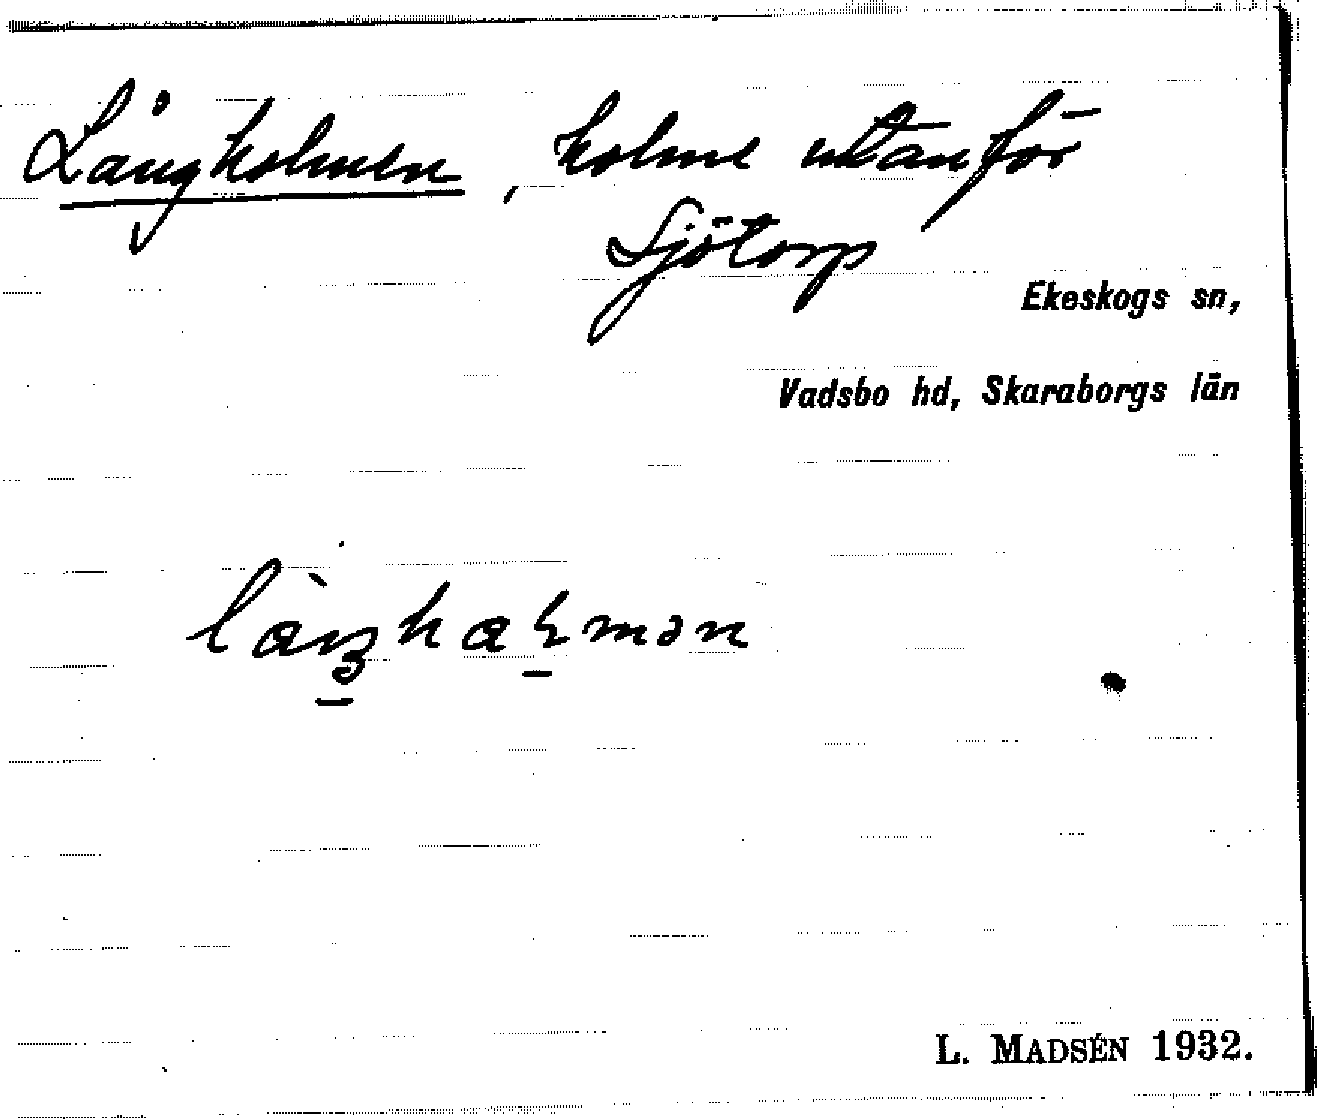 Långholmen, holme utanför
Sjötorp
Ekeskogs sn,
Vadsbo hd, Skaraborgs län
L. MADSÉN 1932.